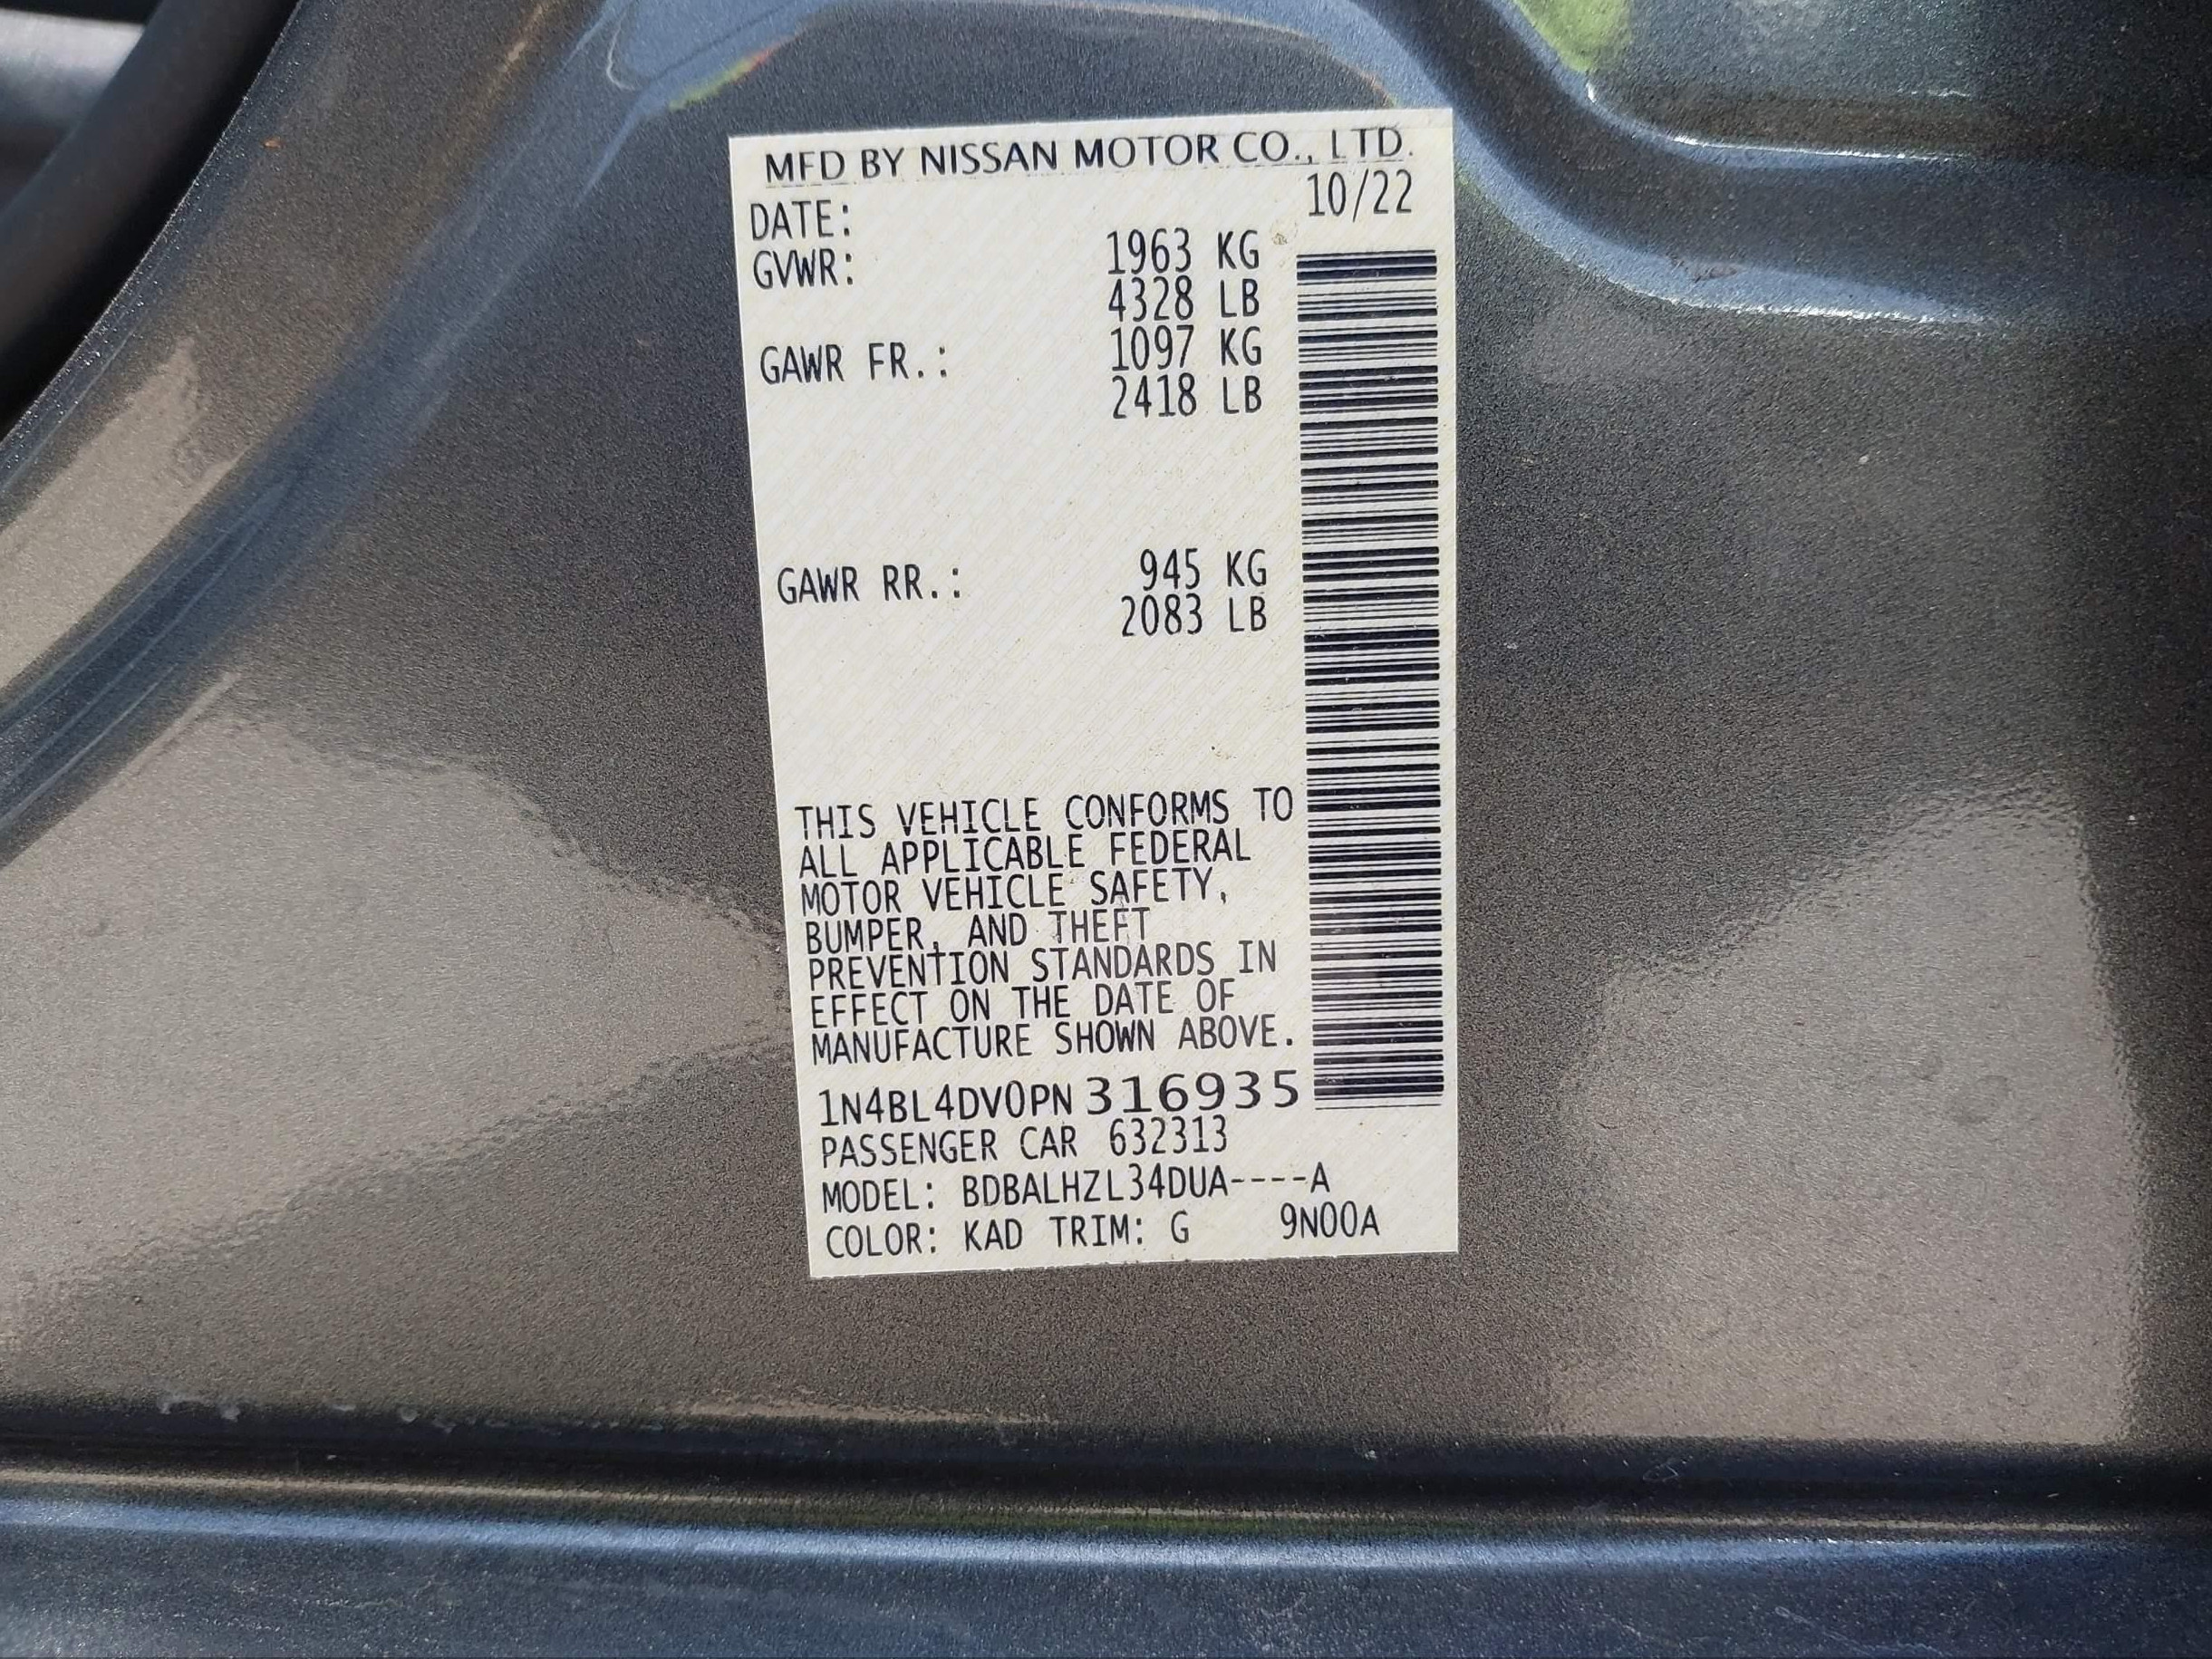 MFD BY NISSAN MOTOR CO., LTD.
DATE: 10/22
GVWR: 1963 KG
4328 LB
GAWR FR.: 1097 KG
2418 LB
GAWR RR.: 945 KG
2083 LB
THIS VEHICLE CONFORMS TO
ALL APPLICABLE FEDERAL
MOTOR VEHICLE SAFETY,
BUMPER, AND THEFT
PREVENTION STANDARDS IN
EFFECT ON THE DATE OF
MANUFACTURE SHOWN ABOVE.
1N4BL4DV0PN316935
PASSENGER CAR 632313
MODEL: BDBALHZL34DUA----A
COLOR: KAD TRIM: G 9N00A